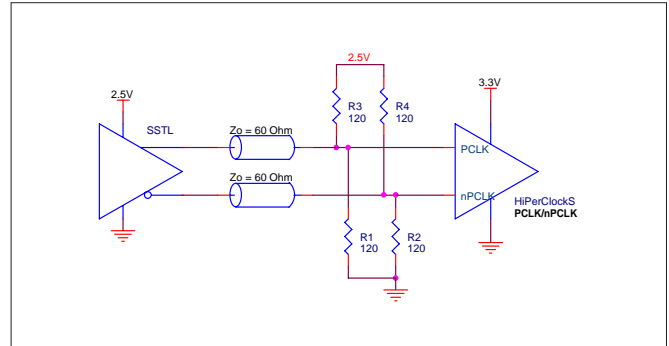 2.5V
2.5V
3.3V
SSTL
R3
120
R4
120
Zo = 60 Ohm
PCLK
Zo = 60 Ohm
nPCLK
HiPerClockS
PCLK/nPCLK
R1
120
R2
120